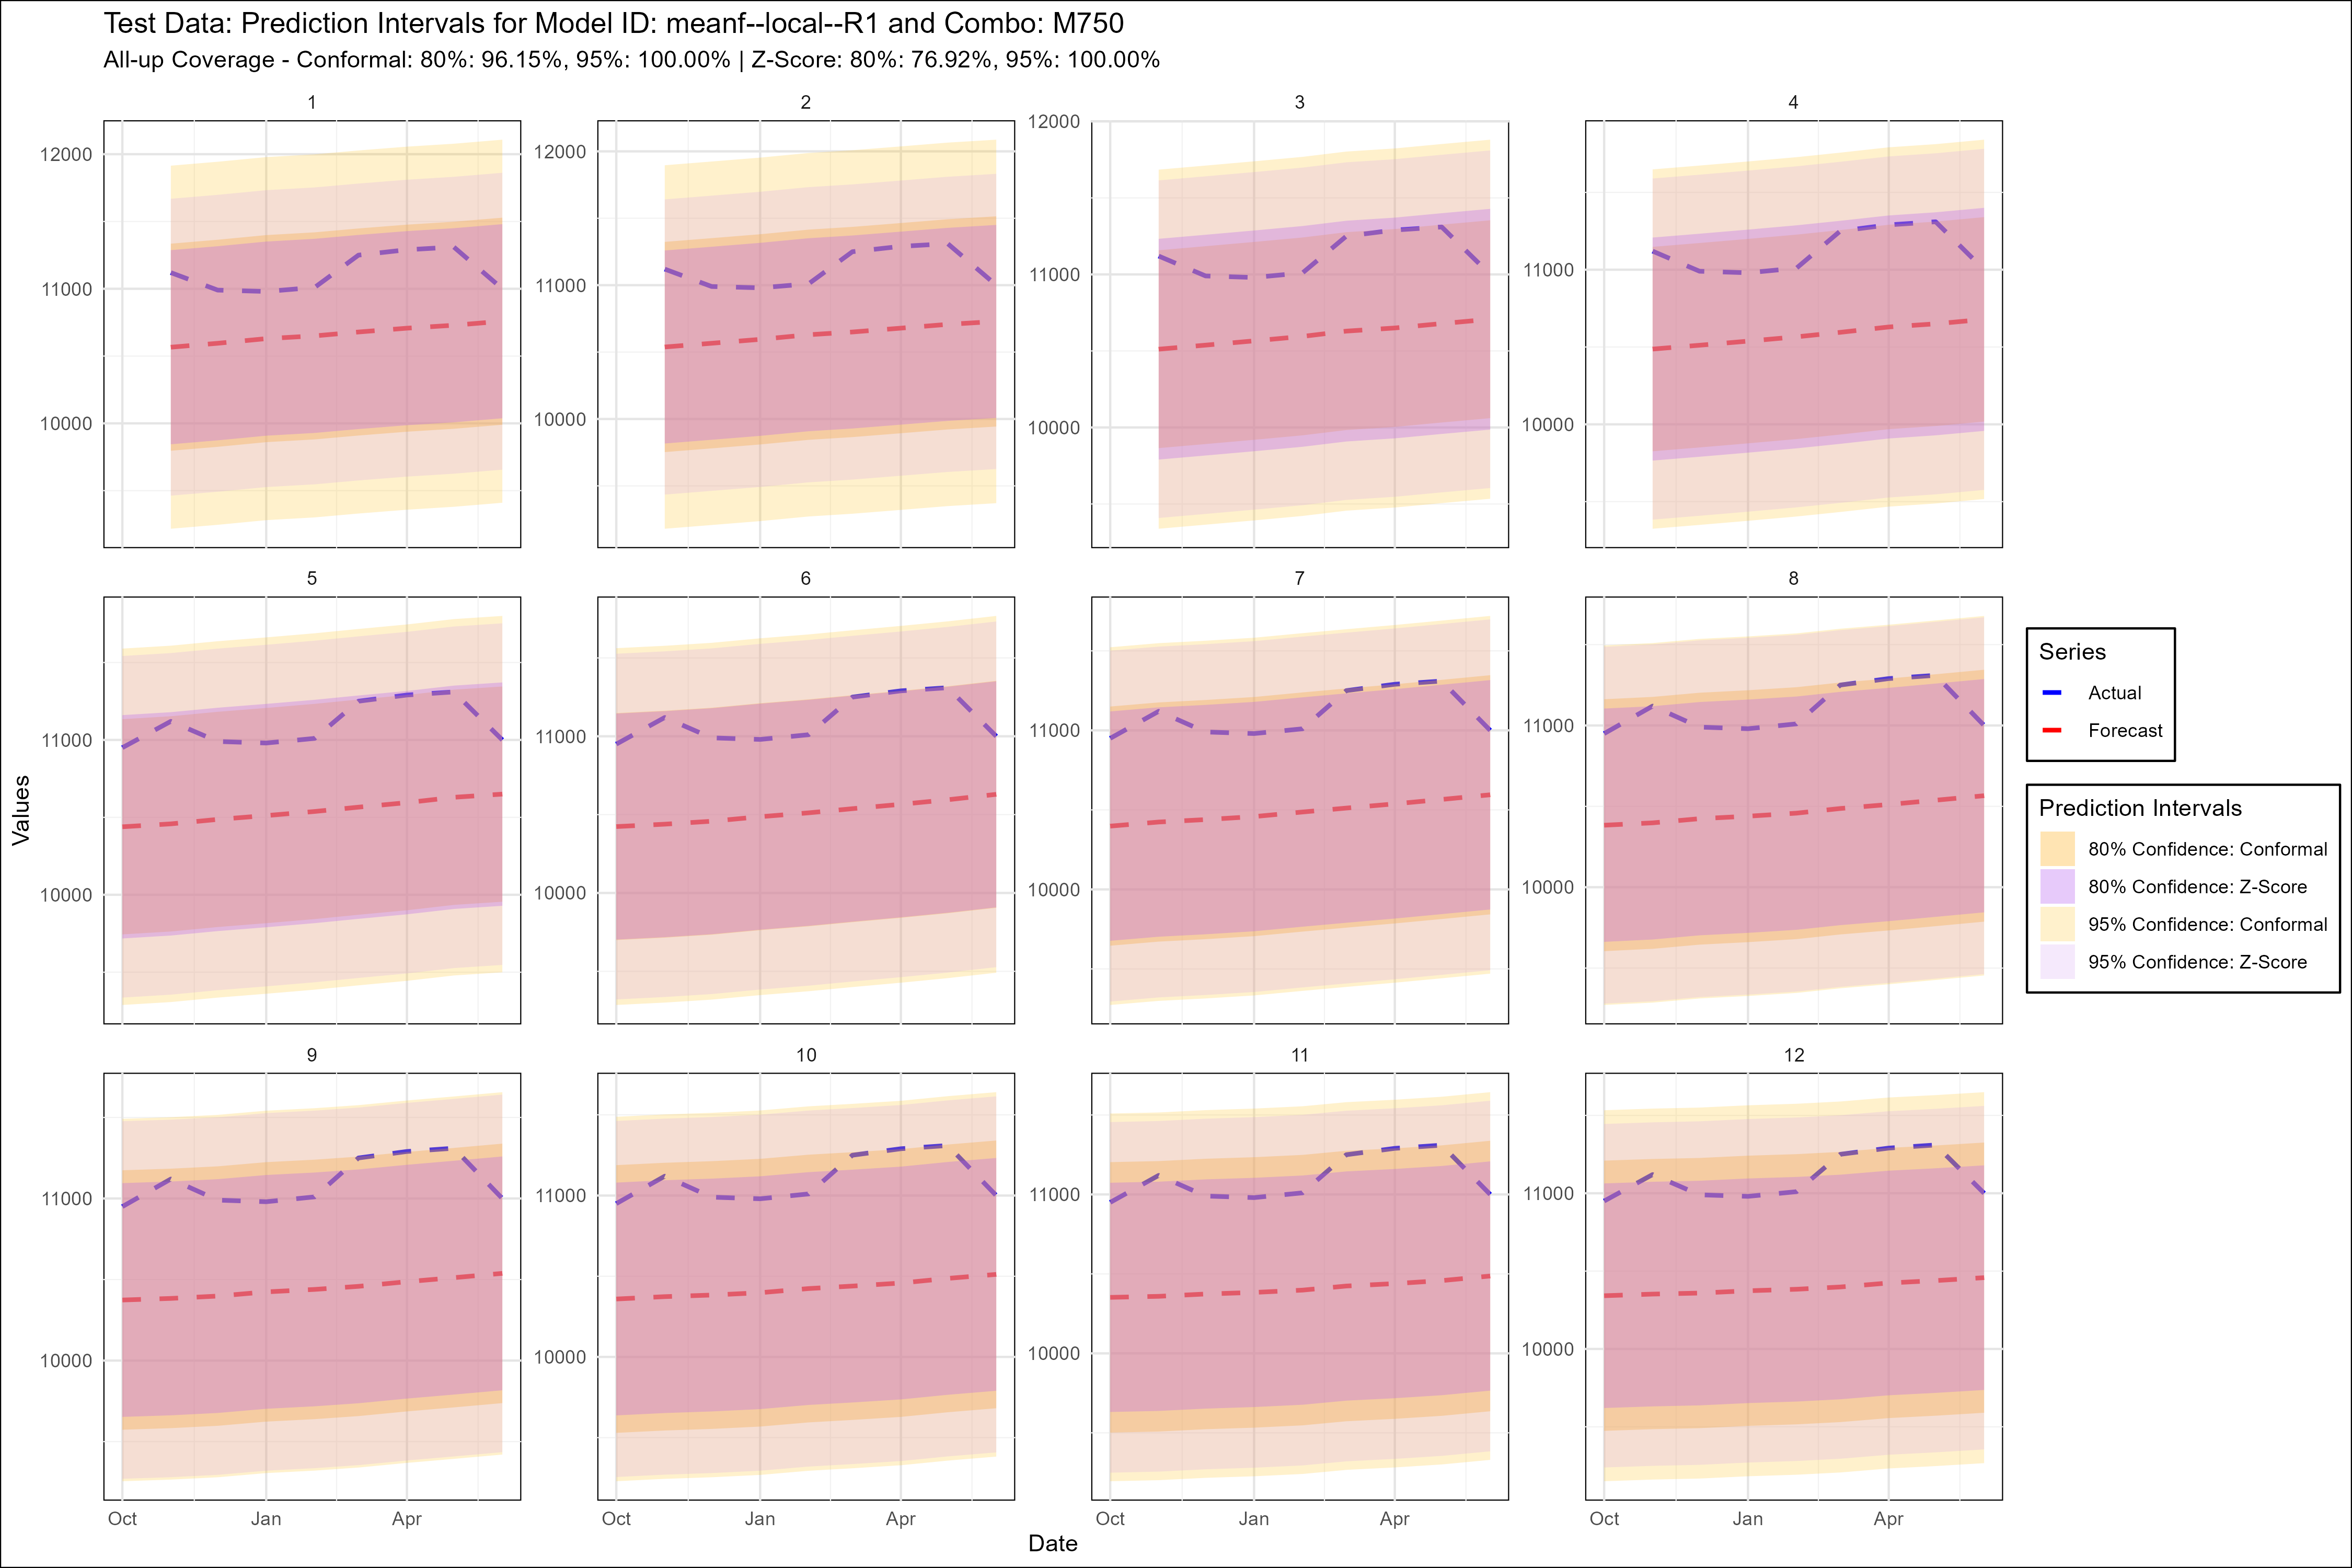 Test Data: Prediction Intervals for Model ID: meanf--local--R1 and Combo: M750
All-up Coverage - Conformal: 80%: 96.15%, 95%: 100.00% | Z-Score: 80%: 76.92%, 95%: 100.00%
1
2
3
4
12000
11000
10000
12000
11000
10000
12000
11000
10000
11000
10000
5
6
7
8
11000
10000
11000
10000
11000
10000
11000
10000
Values
Series
Actual
Forecast
Prediction Intervals
80% Confidence: Conformal
80% Confidence: Z-Score
95% Confidence: Conformal
95% Confidence: Z-Score
9
10
11
12
11000
10000
11000
10000
11000
10000
11000
10000
Oct Jan Apr
Oct Jan Apr
Oct Jan Apr
Oct Jan Apr
Date